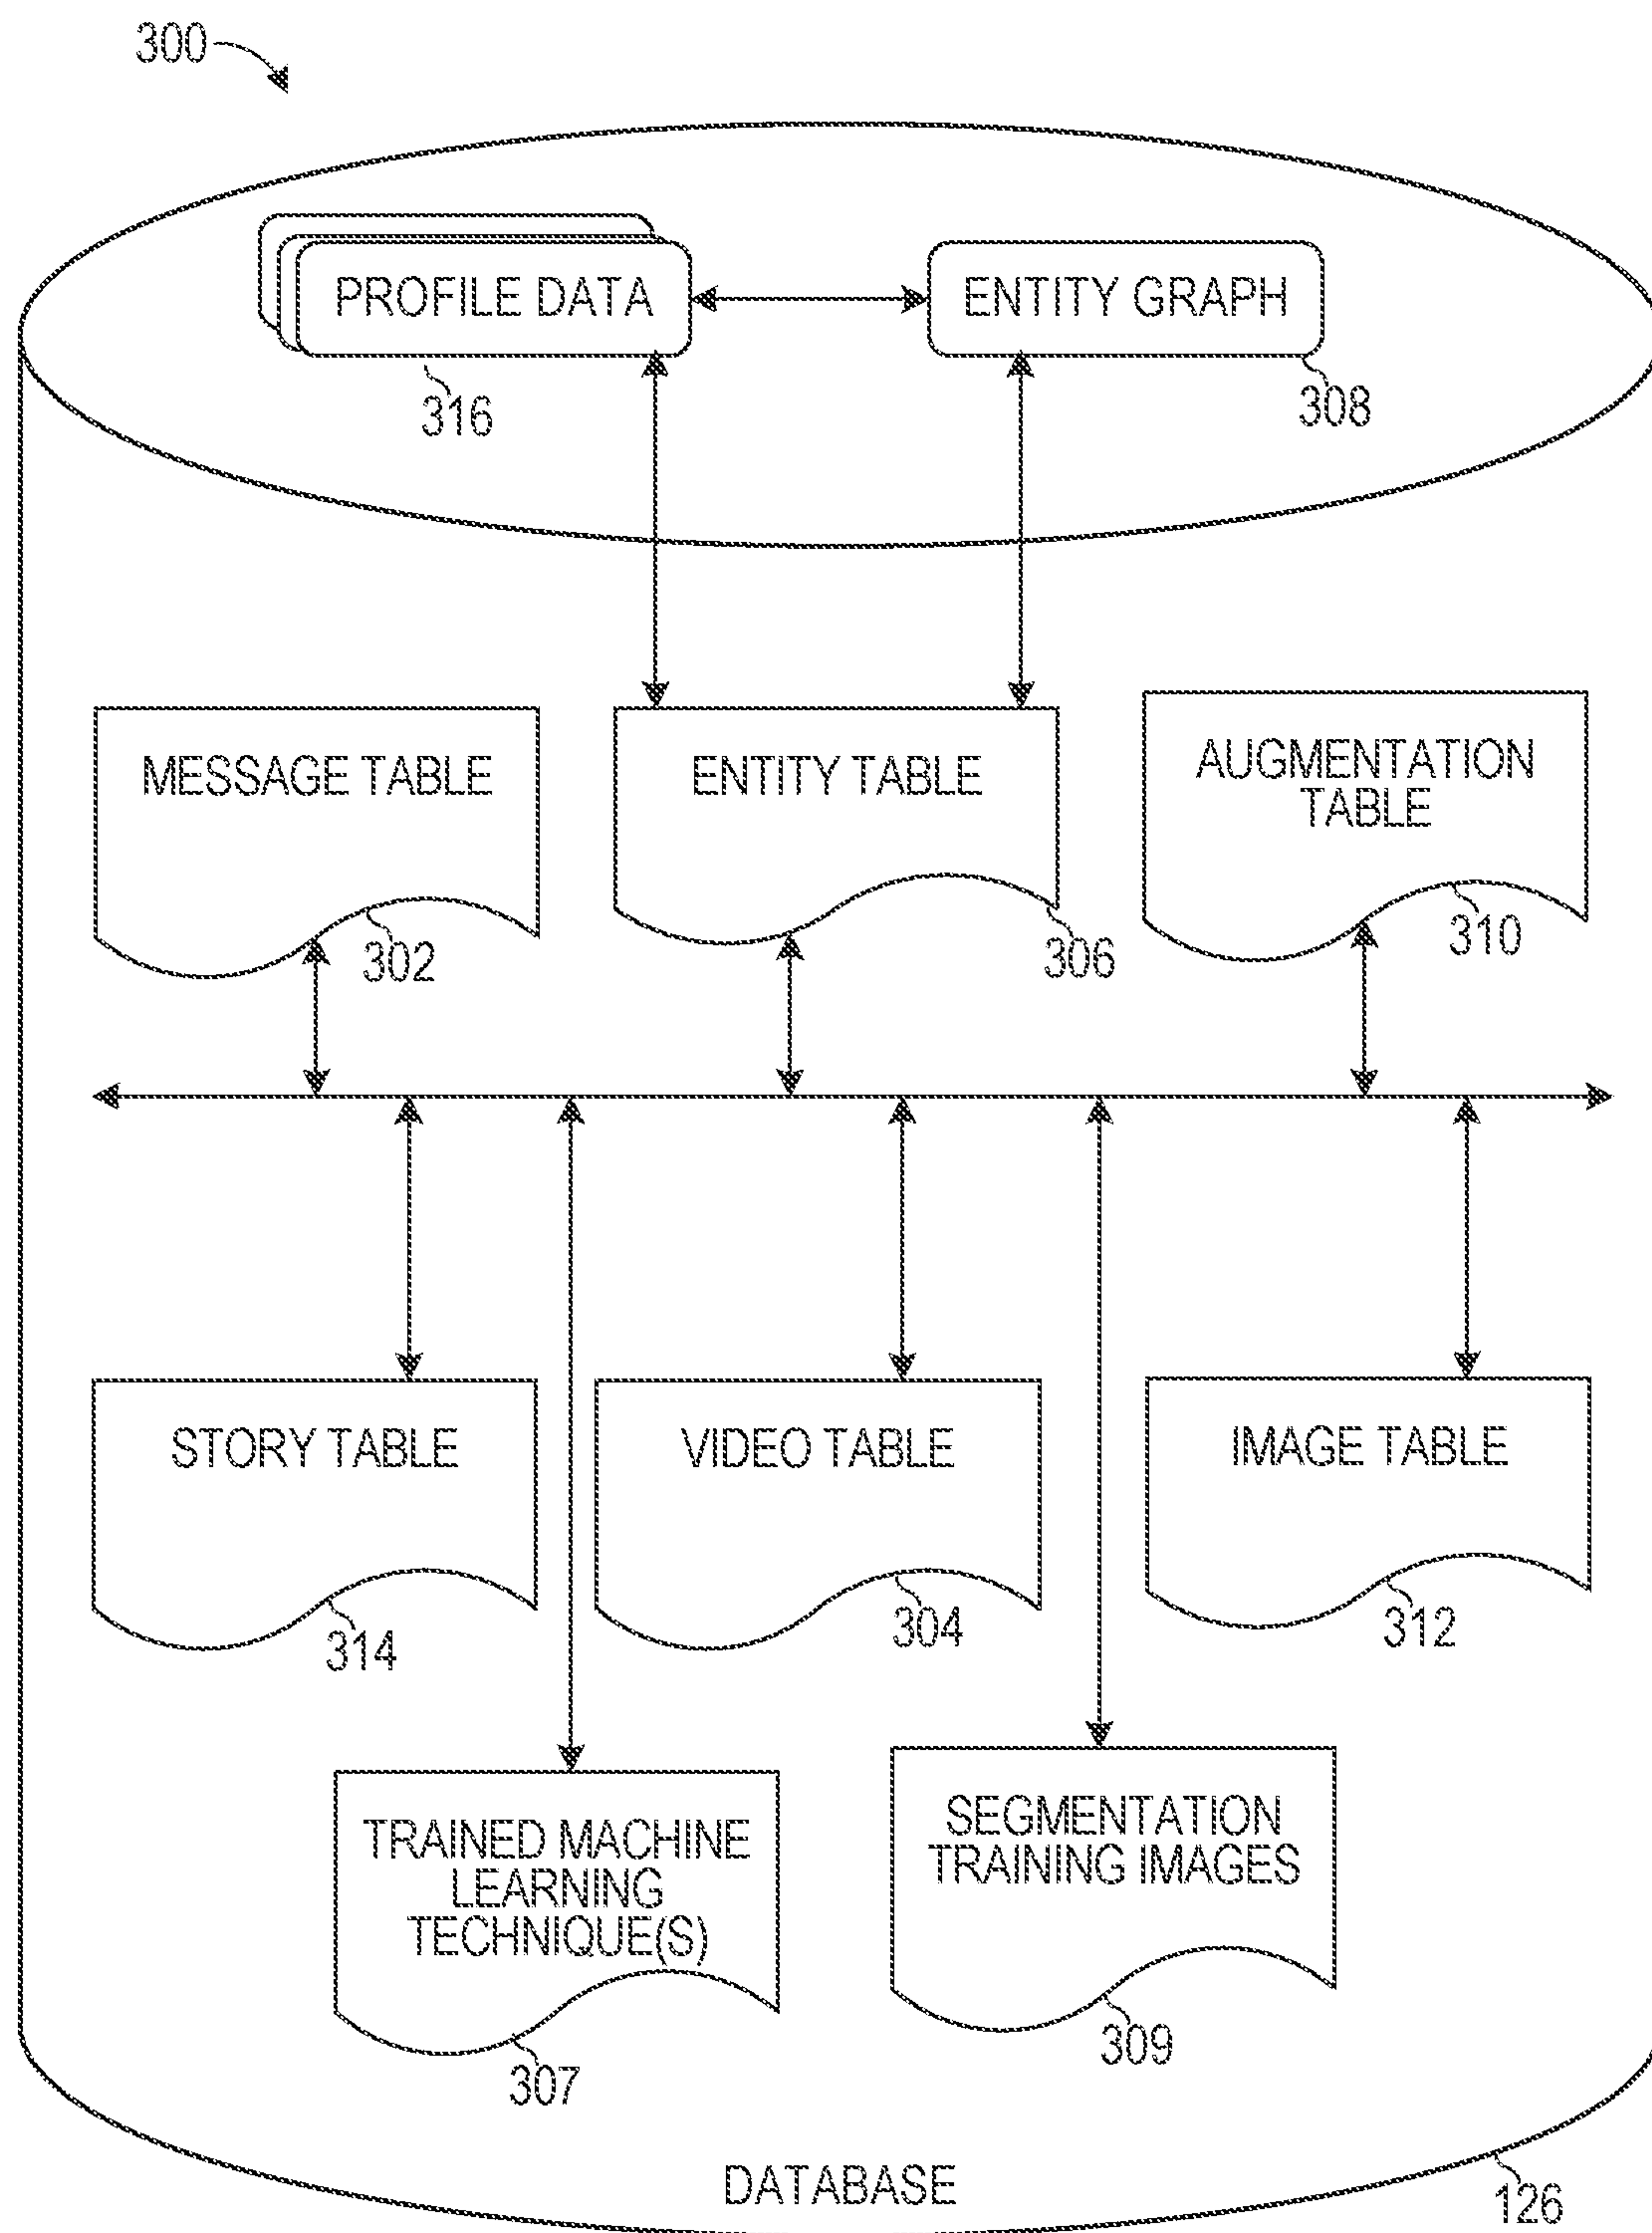 300
PROFILE DATA
ENTITY GRAPH
316
308
MESSAGE TABLE
ENTITY TABLE
AUGMENTATION
TABLE
302
306
310
STORY TABLE
VIDEO TABLE
IMAGE TABLE
314
304
312
TRAINED MACHINE
LEARNING
TECHNIQUE(S)
SEGMENTATION
TRAINING IMAGES
307
309
DATABASE
126